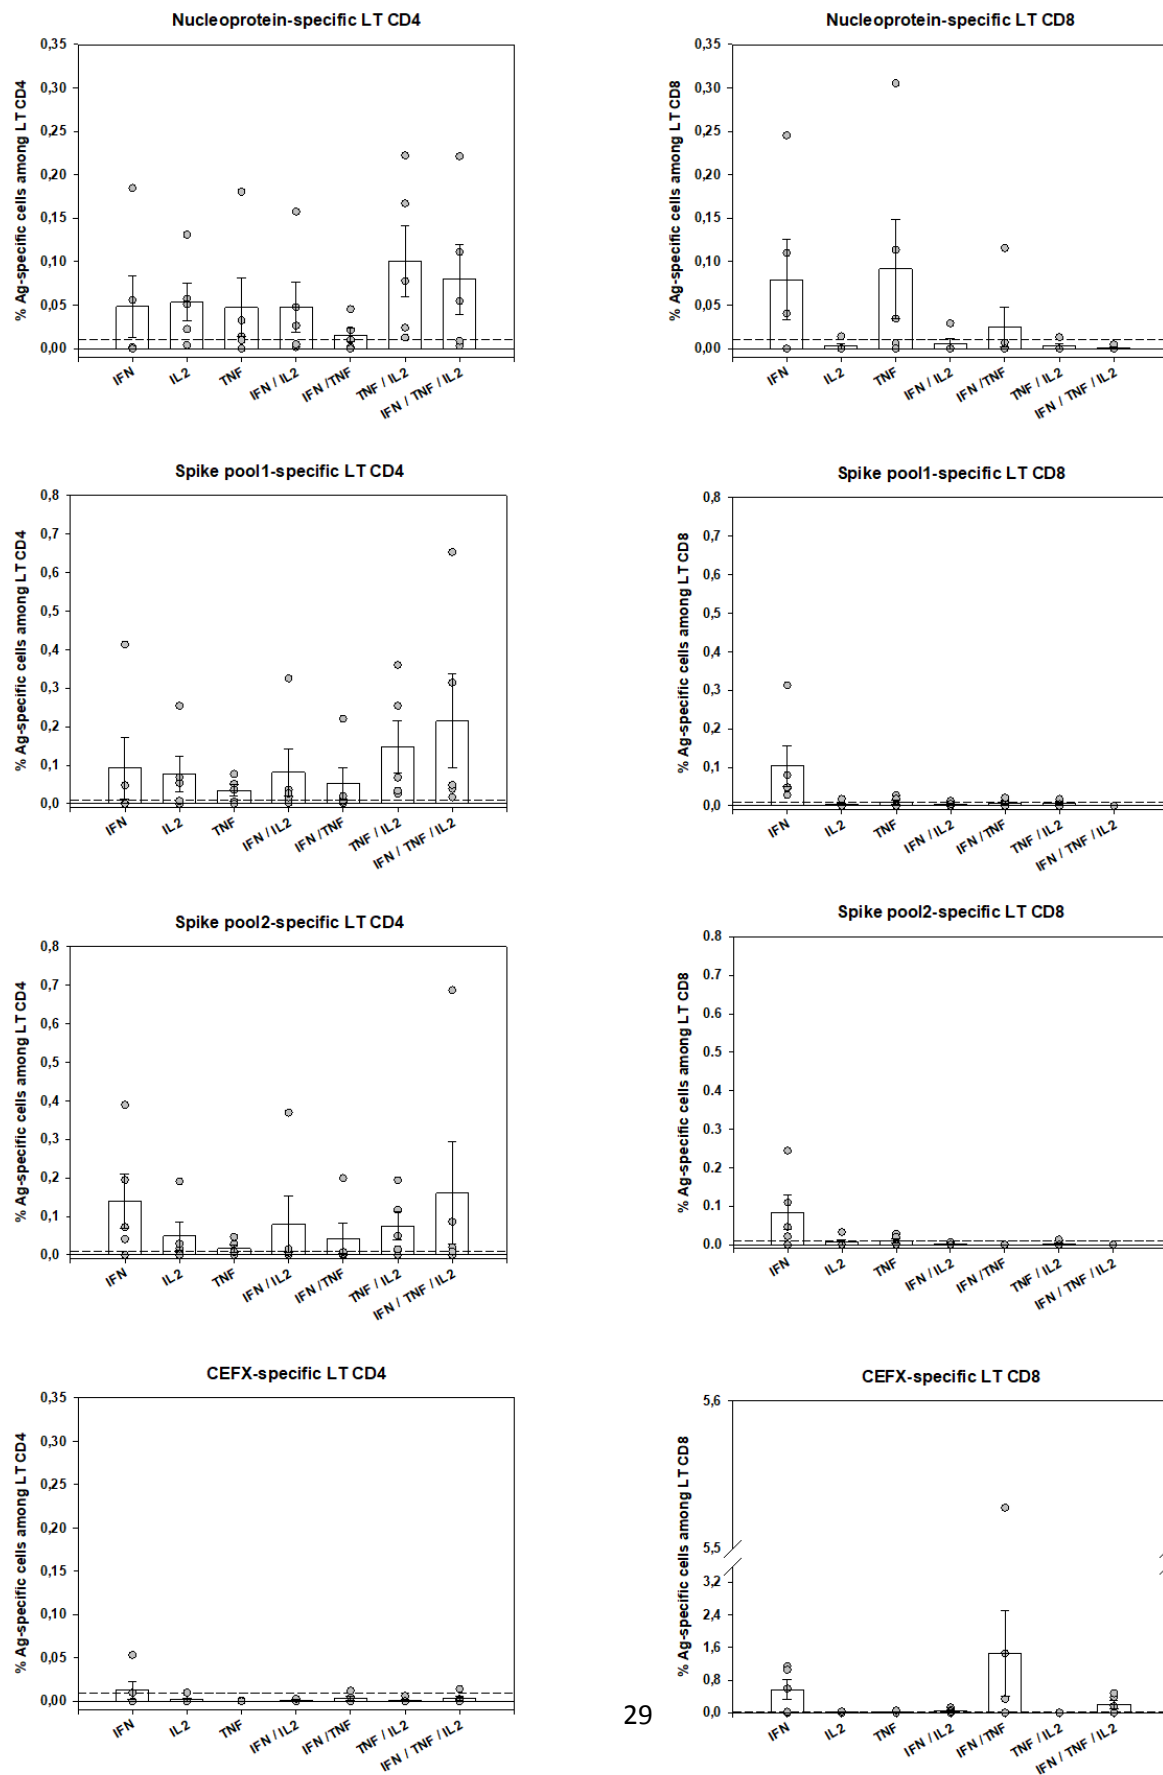 Nucleoprotein-specific LT CD4
% Ag-specific cells among LT CD4
0,35
0,30
0,25
0,20
0,15
0,10
0,05
0,00
IFN
IL2
TNF
IFN / IL2
IFN /TNF
TNF / IL2
IFN / TNF / IL2
Nucleoprotein-specific LT CD8
% Ag-specific cells among LT CD8
0,35
0,30
0,25
0,20
0,15
0,10
0,05
0,00
IFN
IL2
TNF
IFN / IL2
IFN /TNF
TNF / IL2
IFN / TNF / IL2
Spike pool1-specific LT CD4
% Ag-specific cells among LT CD4
0,8
0,7
0,6
0,5
0,4
0,3
0,2
0,1
0,0
IFN
IL2
TNF
IFN / IL2
IFN /TNF
TNF / IL2
IFN / TNF / IL2
Spike pool1-specific LT CD8
% Ag-specific cells among LT CD8
0,8
0,7
0,6
0,5
0,4
0,3
0,2
0,1
0,0
IFN
IL2
TNF
IFN / IL2
IFN /TNF
TNF / IL2
IFN / TNF / IL2
Spike pool2-specific LT CD4
% Ag-specific cells among LT CD4
0,8
0,7
0,6
0,5
0,4
0,3
0,2
0,1
0,0
IFN
IL2
TNF
IFN / IL2
IFN /TNF
TNF / IL2
IFN / TNF / IL2
Spike pool2-specific LT CD8
% Ag-specific cells among LT CD8
0.8
0.7
0.6
0.5
0.4
0.3
0.2
0.1
0.0
IFN
IL2
TNF
IFN / IL2
IFN /TNF
TNF / IL2
IFN / TNF / IL2
CEFX-specific LT CD4
% Ag-specific cells among LT CD4
0,35
0,30
0,25
0,20
0,15
0,10
0,05
0,00
IFN
IL2
TNF
IFN / IL2
IFN /TNF
TNF / IL2
IFN / TNF / IL2
CEFX-specific LT CD8
% Ag-specific cells among LT CD8
5,6
5,5
3,2
2,4
1,6
0,8
0,0
IFN
IL2
TNF
IFN / IL2
IFN /TNF
TNF / IL2
IFN / TNF / IL2
29